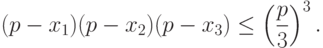 (p − x₁)(p − x₂)(p − x₃) ≤ (p/3)³.